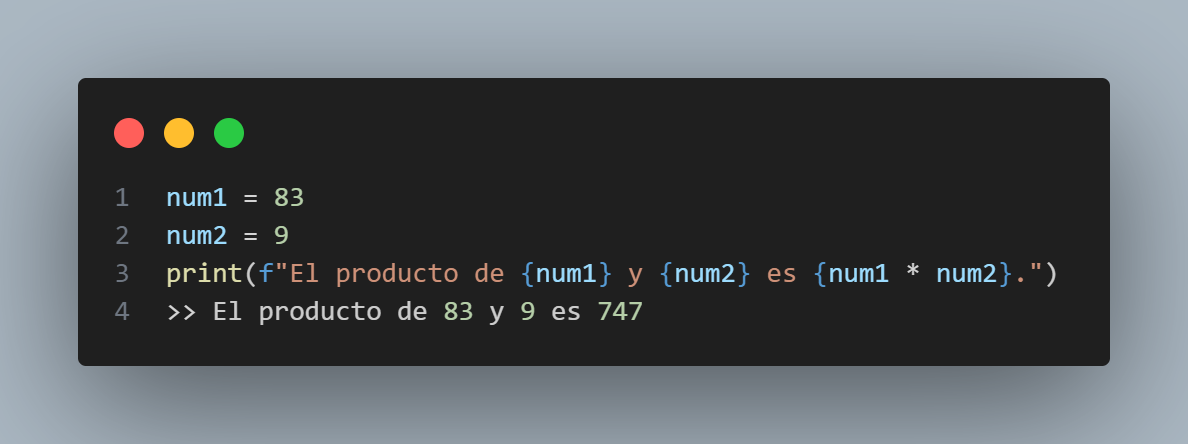 1 num1 = 83
2 num2 = 9
3 print(f"El producto de {num1} y {num2} es {num1 * num2}.")
4 >> El producto de 83 y 9 es 747